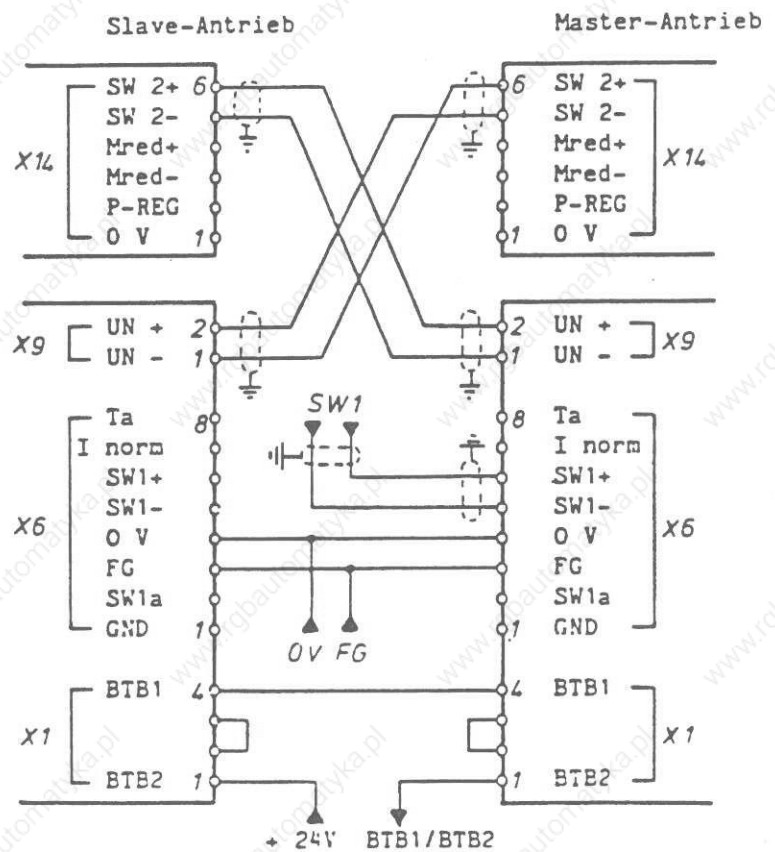 Slave-Antrieb
Master-Antrieb
X14
SW 2+ 6
SW 2-
Mred+
Mred-
P-REG
0 V 1
6 SW 2+
SW 2-
Mred+
Mred-
P-REG
1 0 V
X14
X9
UN + 2
UN - 1
2 UN +
1 UN -
X9
X6
Ta 8
I norm
SW1+
SW1-
0 V
FG
SW1a
GND 1
SW1
0V FG
8 Ta
I norm
SW1+
SW1-
0 V
FG
SW1a
1 GND
X6
X1
BTB1 4
BTB2 1
4 BTB1
1 BTB2
X1
+ 24V
BTB1/BTB2
www.rgbautomatyka.pl